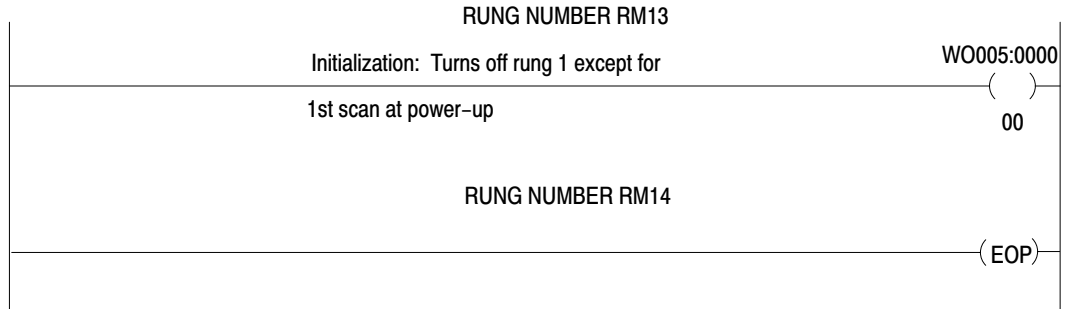 RUNG NUMBER RM13
Initialization: Turns off rung 1 except for
WO005:0000
1st scan at power-up
00
RUNG NUMBER RM14
EOP